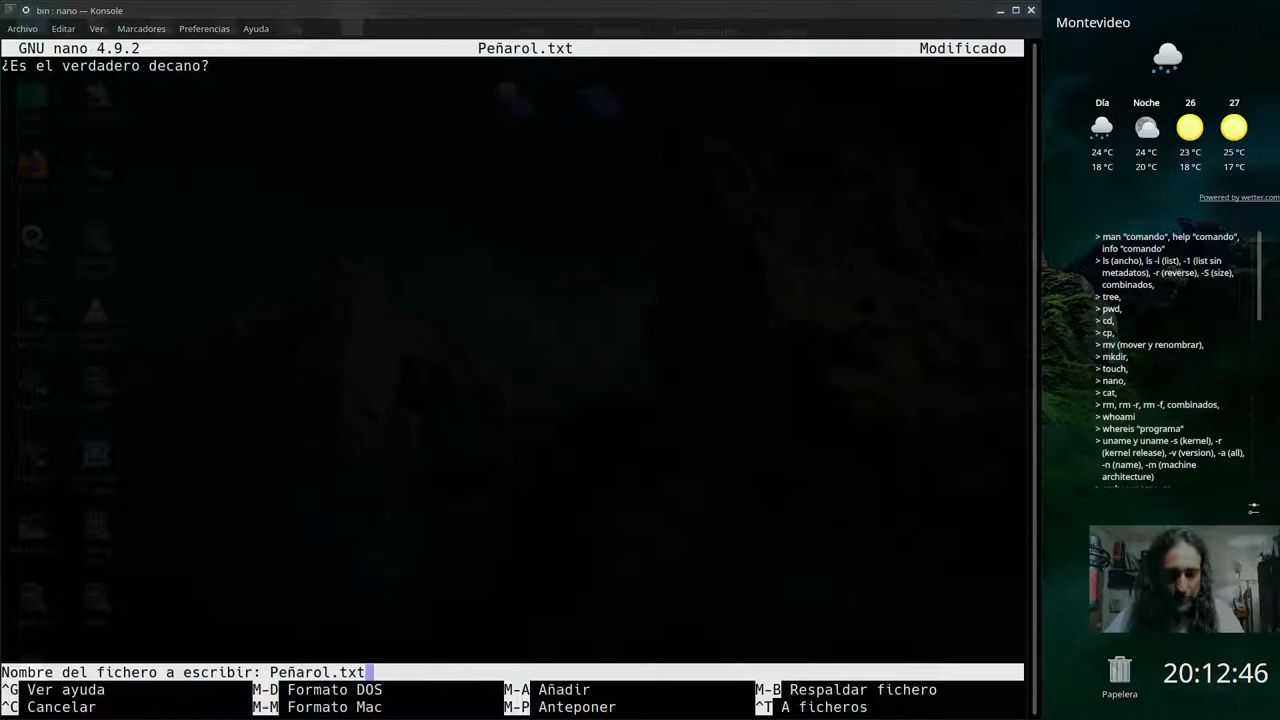 bin : nano — Konsole
Archivo Editar Ver Marcadores Preferencias Ayuda
GNU nano 4.9.2 Peñarol.txt Modificado
¿Es el verdadero decano?
Nombre del fichero a escribir: Peñarol.txt
^G Ver ayuda M-D Formato DOS M-A Añadir M-B Respaldar fichero
^C Cancelar M-M Formato Mac M-P Anteponer ^T A ficheros
Montevideo
Día Noche 26 27
24 °C 24 °C 23 °C 25 °C
18 °C 20 °C 18 °C 17 °C
Powered by wetter.com
> man "comando", help "comando",
info "comando"
> ls (ancho), ls -l (list), -1 (list sin
metadatos), -r (reverse), -S (size),
combinados,
> tree,
> pwd,
> cd,
> cp,
> mv (mover y renombrar),
> mkdir,
> touch,
> nano,
> cat,
> rm, rm -r, rm -f, combinados,
> whoami
> whereis "programa"
> uname y uname -s (kernel), -r
(kernel release), -v (version), -a (all),
-n (name), -m (machine
architecture)
Papelera
20:12:46